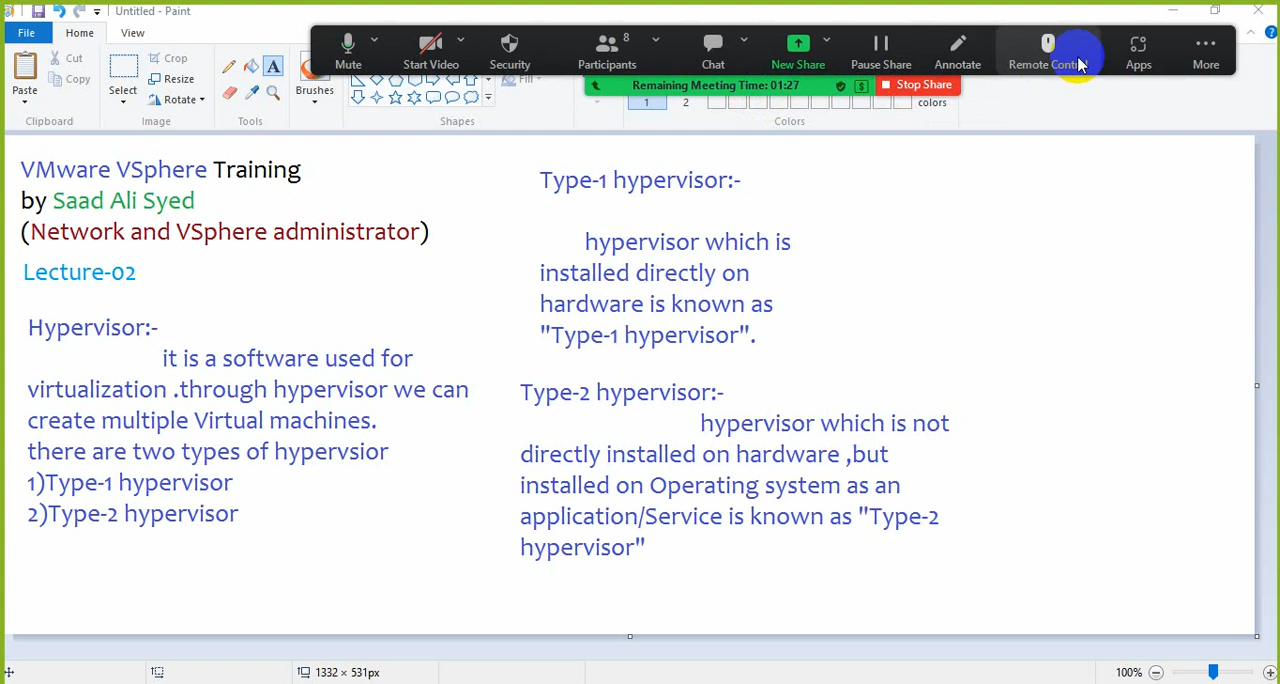 Untitled - Paint
File
Home
View
Paste
Cut
Copy
Clipboard
Select
Crop
Resize
Rotate
Image
A
Tools
Brushes
Shapes
Fill
1
2
colors
Colors
Mute
Start Video
Security
Participants
8
Chat
New Share
Pause Share
Annotate
Remote Control
Apps
More
Remaining Meeting Time: 01:27
Stop Share
VMware VSphere Training
by Saad Ali Syed
(Network and VSphere administrator)
Lecture-02
Hypervisor:-
it is a software used for
virtualization .through hypervisor we can
create multiple Virtual machines.
there are two types of hypervsior
1)Type-1 hypervisor
2)Type-2 hypervisor
Type-1 hypervisor:-
hypervisor which is
installed directly on
hardware is known as
"Type-1 hypervisor".
Type-2 hypervisor:-
hypervisor which is not
directly installed on hardware ,but
installed on Operating system as an
application/Service is known as "Type-2
hypervisor"
1332 × 531px
100%